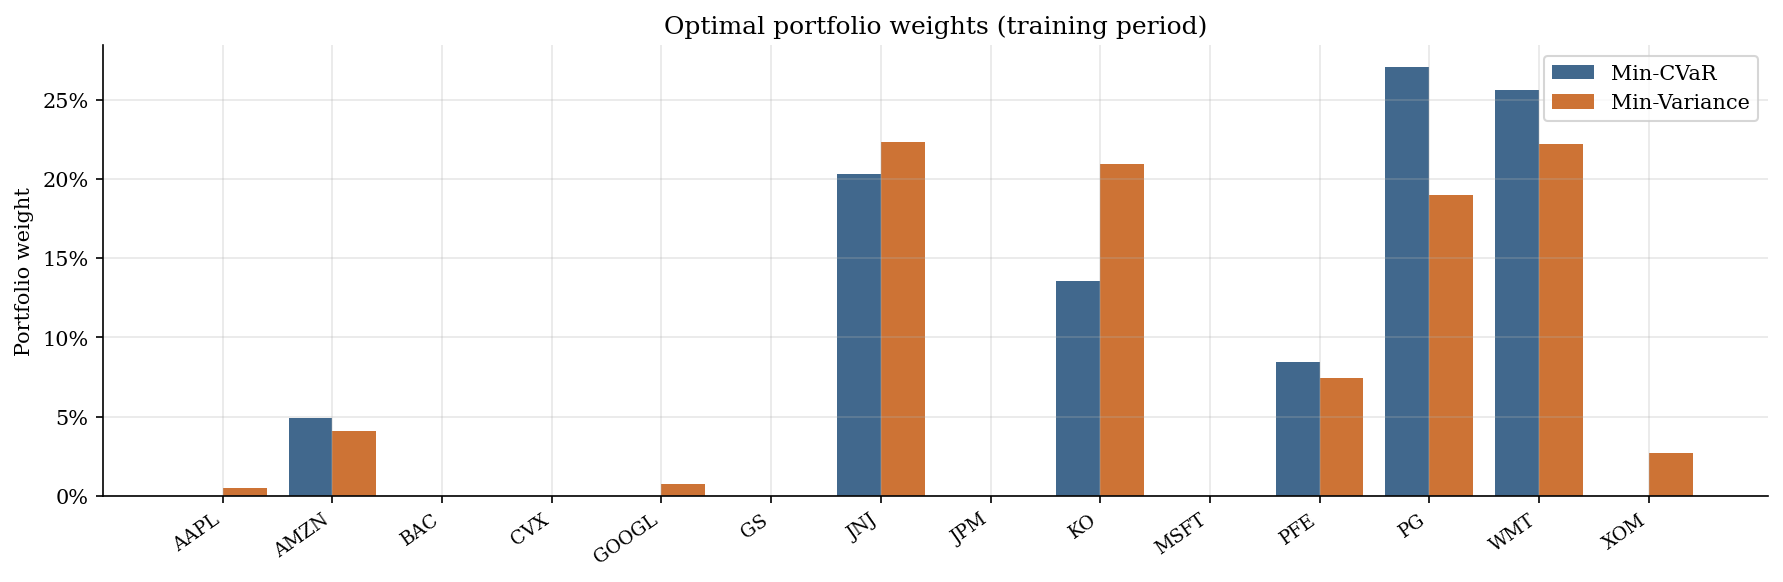 Optimal portfolio weights (training period)
Min-CVaR
Min-Variance
Portfolio weight
25%
20%
15%
10%
5%
0%
AAPL
AMZN
BAC
CVX
GOOGL
GS
JNJ
JPM
KO
MSFT
PFE
PG
WMT
XOM